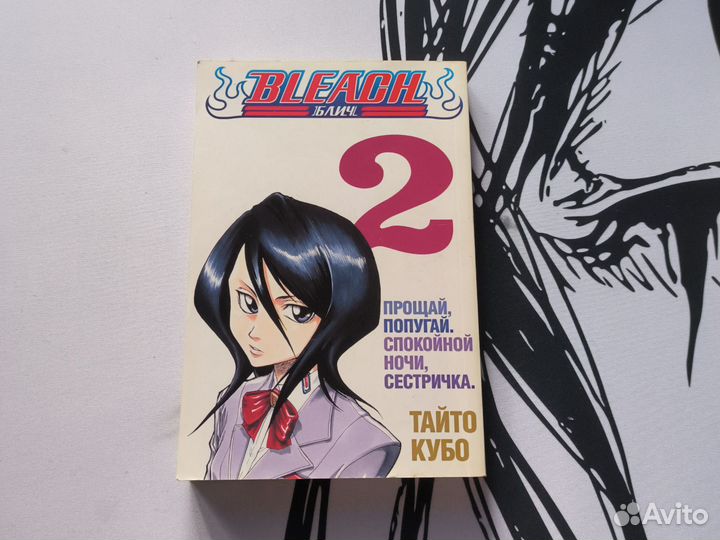 BLEACH
БЛИЧ
2
ПРОЩАЙ,
ПОПУГАЙ.
СПОКОЙНОЙ
НОЧИ,
СЕСТРИЧКА.
ТАЙТО
КУБО
Avito